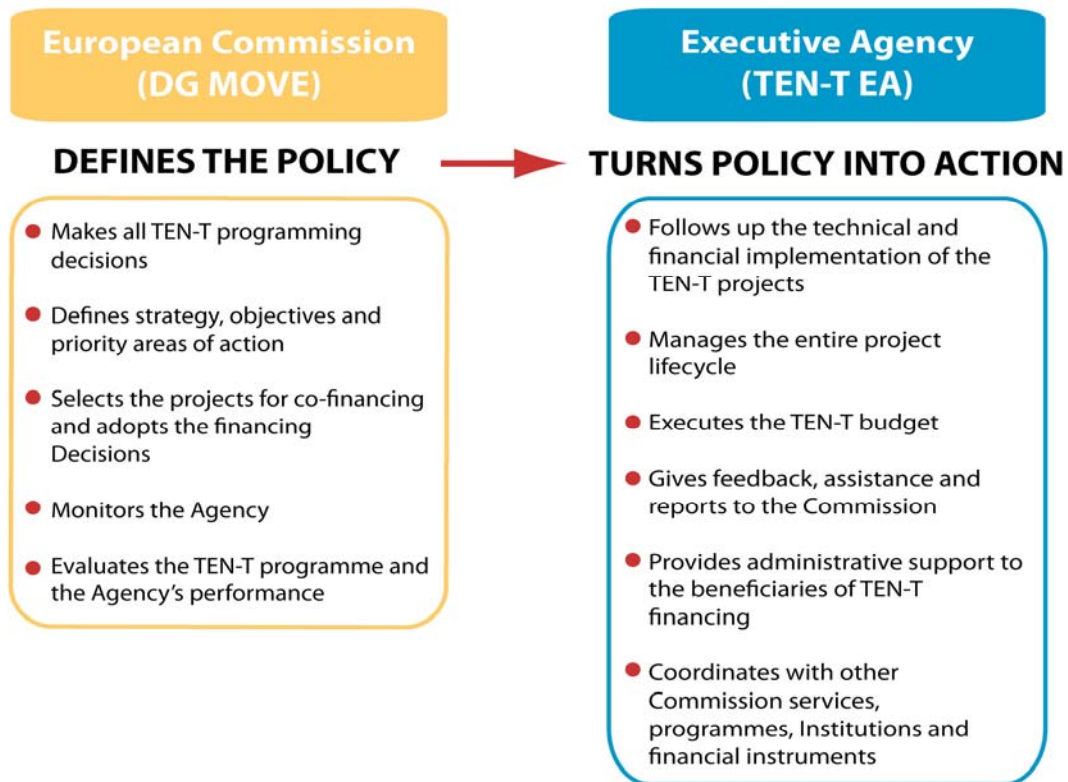 European Commission
(DG MOVE)
DEFINES THE POLICY
Makes all TEN-T programming
decisions
Defines strategy, objectives and
priority areas of action
Selects the projects for co-financing
and adopts the financing
Decisions
Monitors the Agency
Evaluates the TEN-T programme and
the Agency's performance
Executive Agency
(TEN-T EA)
TURNS POLICY INTO ACTION
Follows up the technical and
financial implementation of the
TEN-T projects
Manages the entire project
lifecycle
Executes the TEN-T budget
Gives feedback, assistance and
reports to the Commission
Provides administrative support to
the beneficiaries of TEN-T
financing
Coordinates with other
Commission services,
programmes, Institutions and
financial instruments